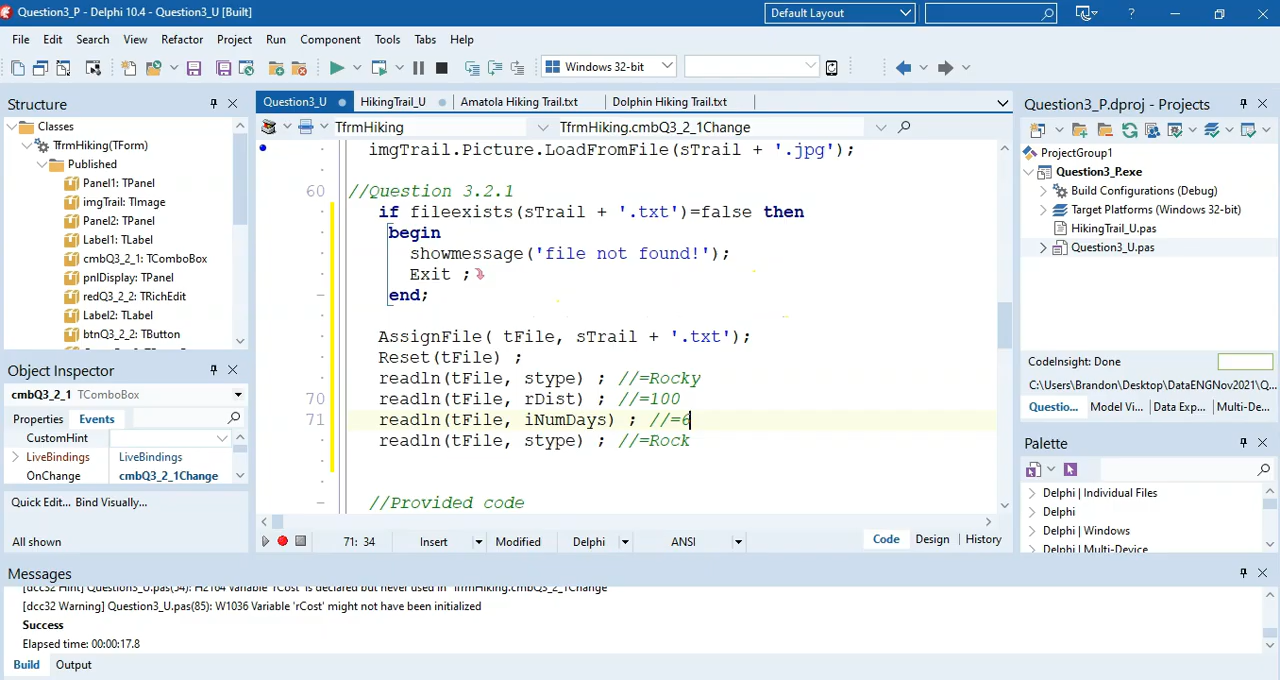 Question3_P - Delphi 10.4 - Question3_U [Built]
Default Layout
?
File Edit Search View Refactor Project Run Component Tools Tabs Help
Windows 32-bit
Structure
Classes
TfrmHiking(TForm)
Published
Panel1: TPanel
imgTrail: TImage
Panel2: TPanel
Label1: TLabel
cmbQ3_2_1: TComboBox
pnlDisplay: TPanel
redQ3_2_2: TRichEdit
Label2: TLabel
btnQ3_2_2: TButton
Object Inspector
cmbQ3_2_1 TComboBox
Properties Events
CustomHint
LiveBindings LiveBindings
OnChange cmbQ3_2_1Change
Quick Edit... Bind Visually...
All shown
Question3_U HikingTrail_U Amatola Hiking Trail.txt Dolphin Hiking Trail.txt
TfrmHiking TfrmHiking.cmbQ3_2_1Change
imgTrail.Picture.LoadFromFile(sTrail + '.jpg');
60 //Question 3.2.1
if fileexists(sTrail + '.txt')=false then
begin
showmessage('file not found!');
Exit ;
end;
AssignFile( tFile, sTrail + '.txt');
Reset(tFile) ;
readln(tFile, stype) ; //=Rocky
70 readln(tFile, rDist) ; //=100
71 readln(tFile, iNumDays) ; //=6
readln(tFile, stype) ; //=Rock
//Provided code
71: 34 Insert Modified Delphi ANSI Code Design History
Question3_P.dproj - Projects
ProjectGroup1
Question3_P.exe
Build Configurations (Debug)
Target Platforms (Windows 32-bit)
HikingTrail_U.pas
Question3_U.pas
CodeInsight: Done
C:\Users\Brandon\Desktop\DataENGNov2021\Q...
Questio... Model Vi... Data Exp... Multi-De...
Palette
Delphi | Individual Files
Delphi
Delphi | Windows
Delphi | Multi-Device
Messages
[dcc32 Hint] Question3_U.pas(34): H2164 Variable 'rCost' is declared but never used in 'TfrmHiking.cmbQ3_2_1Change'
[dcc32 Warning] Question3_U.pas(85): W1036 Variable 'rCost' might not have been initialized
Success
Elapsed time: 00:00:17.8
Build Output